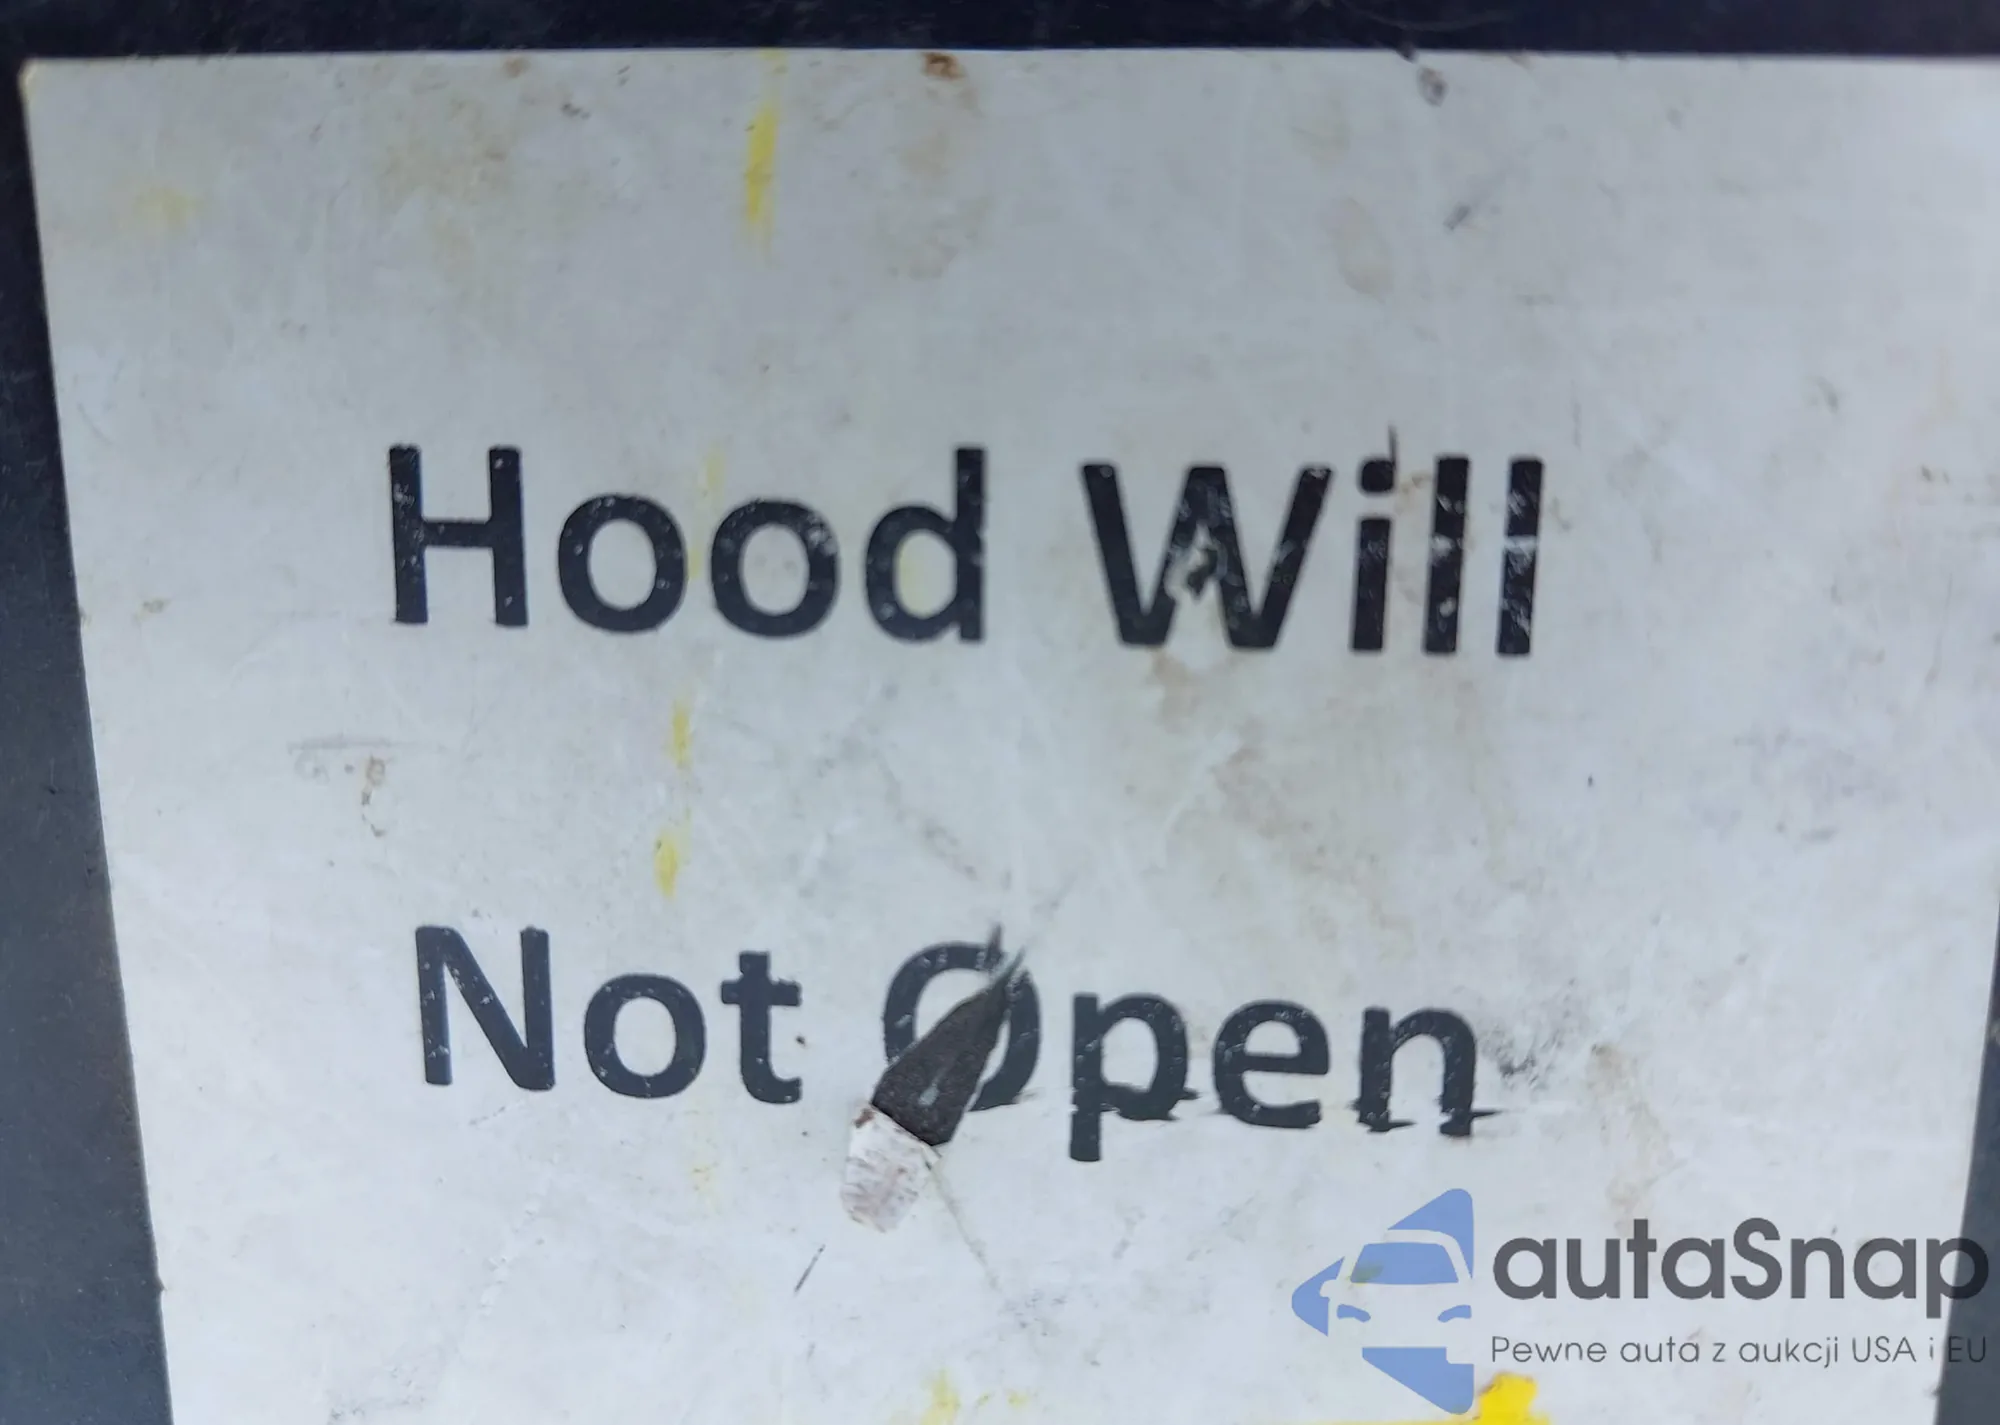 Hood Will
Not Open
autaSnap
Pewne auta z aukcji USA i EU